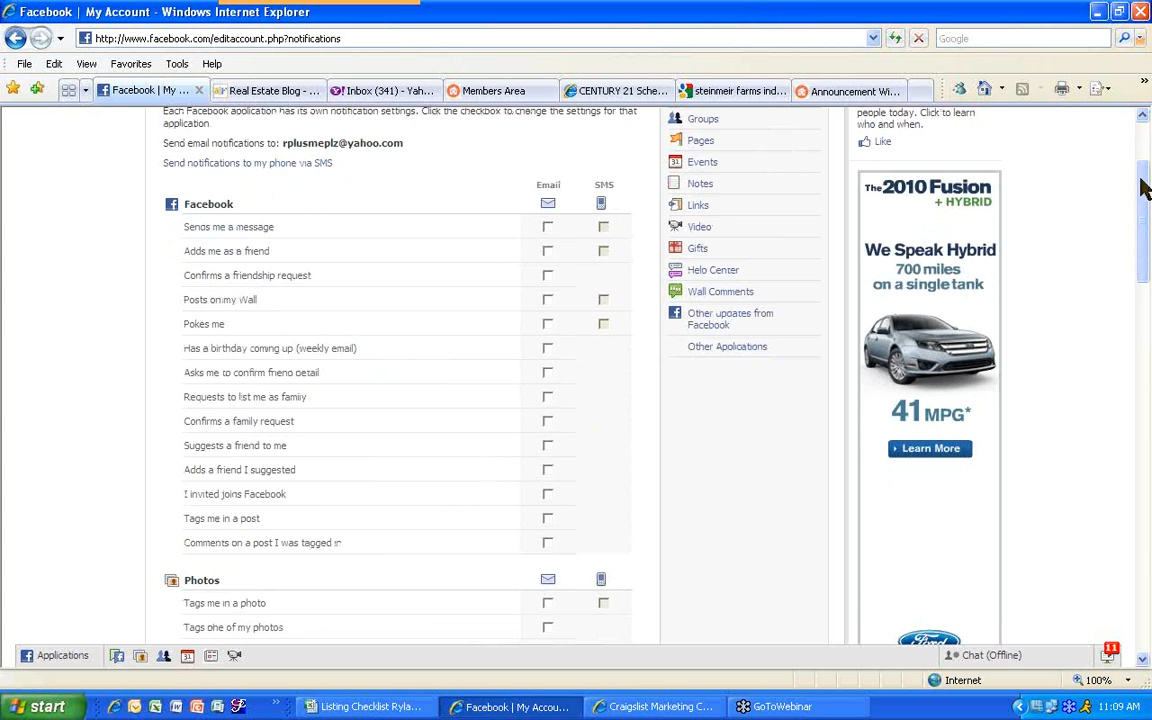 Facebook | My Account - Windows Internet Explorer
http://www.facebook.com/editaccount.php?notifications
Google
File Edit View Favorites Tools Help
Facebook | My ... Real Estate Blog - ... Inbox (341) - Yah... Members Area CENTURY 21 Sche... steinmeir farms ind... Announcement Wi...
Each Facebook application has its own notification settings. Click the checkbox to change the settings for that
application
Send email notifications to: rplusmeplz@yahoo.com
Send notifications to my phone via SMS
Email SMS
Facebook
Sends me a message
Adds me as a friend
Confirms a friendship request
Posts on my Wall
Pokes me
Has a birthday coming up (weekly email)
Asks me to confirm friend detail
Requests to list me as family
Confirms a family request
Suggests a friend to me
Adds a friend I suggested
I invited joins Facebook
Tags me in a post
Comments on a post I was tagged in
Photos
Tags me in a photo
Tags one of my photos
Groups
Pages
31 Events
Notes
Links
Video
Gifts
Help Center
Wall Comments
Other updates from
Facebook
Other Applications
people today. Click to learn
who and when.
Like
The 2010 Fusion
+ HYBRID
We Speak Hybrid
700 miles
on a single tank
41 MPG*
Learn More
Ford
Applications 31 Chat (Offline) 11
Internet 100%
start Listing Checklist Ryla... Facebook | My Accou... Craigslist Marketing C... GoToWebinar 11:09 AM